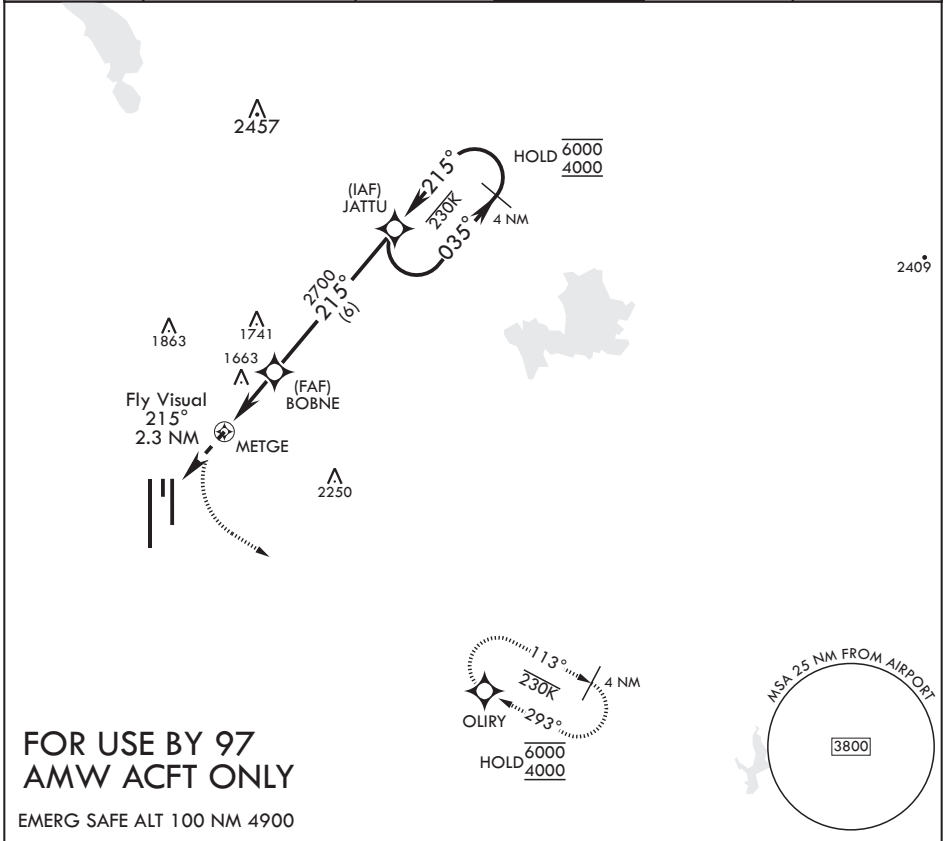 2457
HOLD 6000
4000
215°
230K
035°
4 NM
(IAF)
JATTU
2409
2700
215°
(6)
1863
1741
1663
(FAF)
BOBNE
Fly Visual
215°
2.3 NM
METGE
2250
113°
230K
293°
4 NM
OLIRY
HOLD 6000
4000
MSA 25 NM FROM AIRPORT
3800
FOR USE BY 97
AMW ACFT ONLY
EMERG SAFE ALT 100 NM 4900